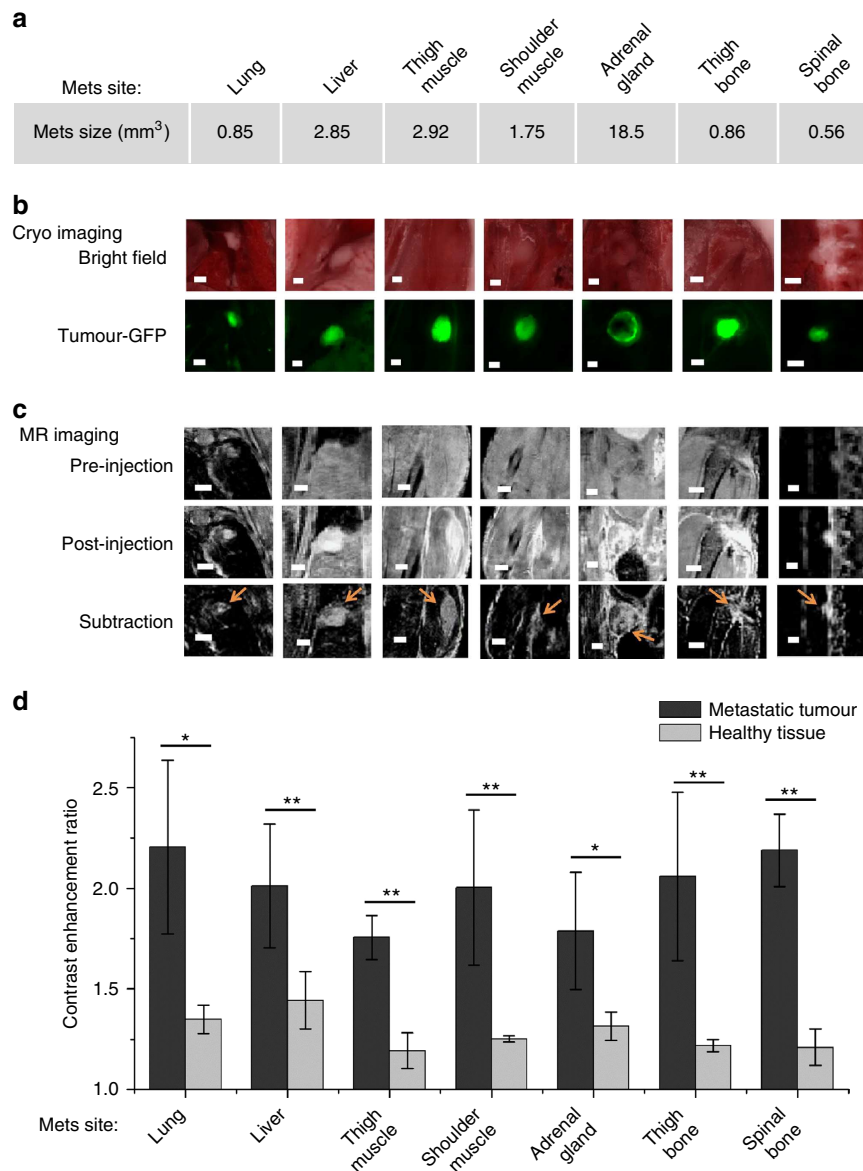 a
Mets site:
Lung
Liver
Thigh
muscle
Shoulder
muscle
Adrenal
gland
Thigh
bone
Spinal
bone
Mets size (mm3) 0.85 2.85 2.92 1.75 18.5 0.86 0.56
b
Cryo imaging
Bright field
Tumour-GFP
c
MR imaging
Pre-injection
Post-injection
Subtraction
d
Metastatic tumour
Healthy tissue
* ** ** ** * ** **
Contrast enhancement ratio
2.5
2.0
1.5
1.0
Mets site:
Lung
Liver
Thigh
muscle
Shoulder
muscle
Adrenal
gland
Thigh
bone
Spinal
bone